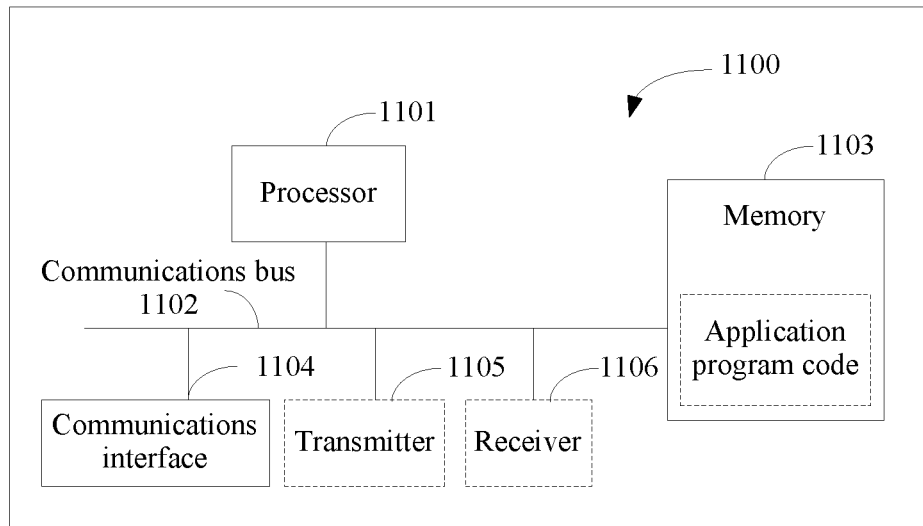 1100
1101
Processor
1103
Memory
Communications bus
1102
Application
program code
1104
1105
1106
Communications
interface
Transmitter
Receiver